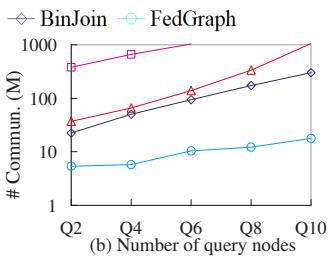 BinJoin FedGraph
# Commun. (M)
1000
100
10
1
Q2 Q4 Q6 Q8 Q10
(b) Number of query nodes